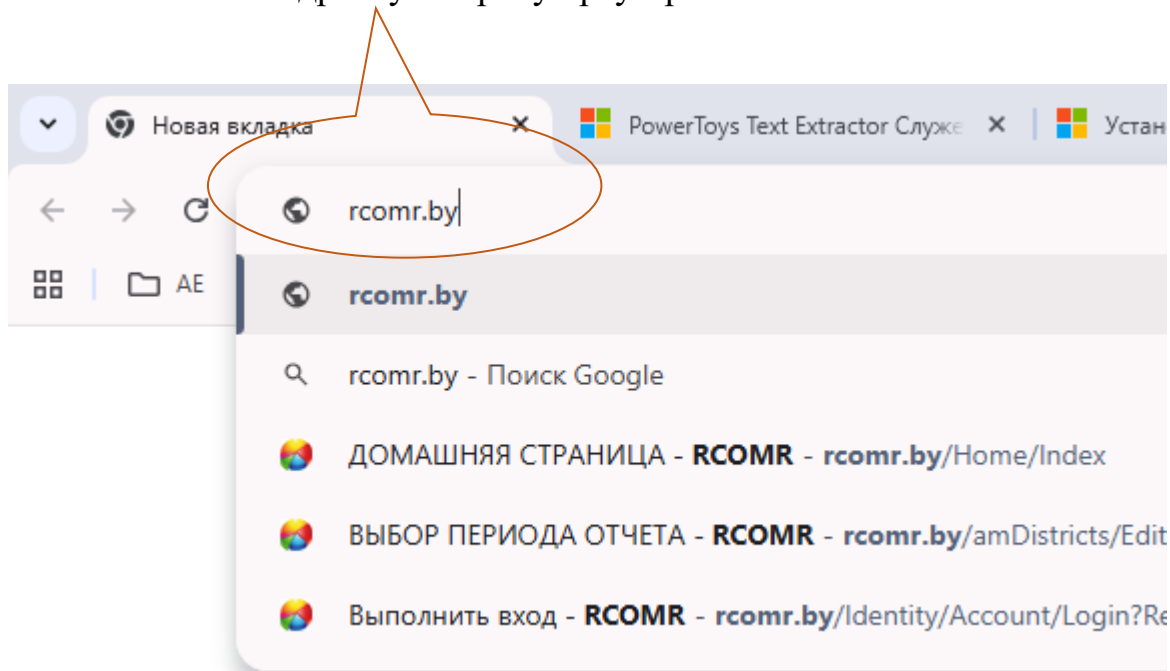 Новая вкладка
PowerToys Text Extractor Служе
Устан
rcomr.by
AE
rcomr.by
rcomr.by - Поиск Google
ДОМАШНЯЯ СТРАНИЦА - RCOMR - rcomr.by/Home/Index
ВЫБОР ПЕРИОДА ОТЧЕТА - RCOMR - rcomr.by/amDistricts/Edit
Выполнить вход - RCOMR - rcomr.by/Identity/Account/Login?Re